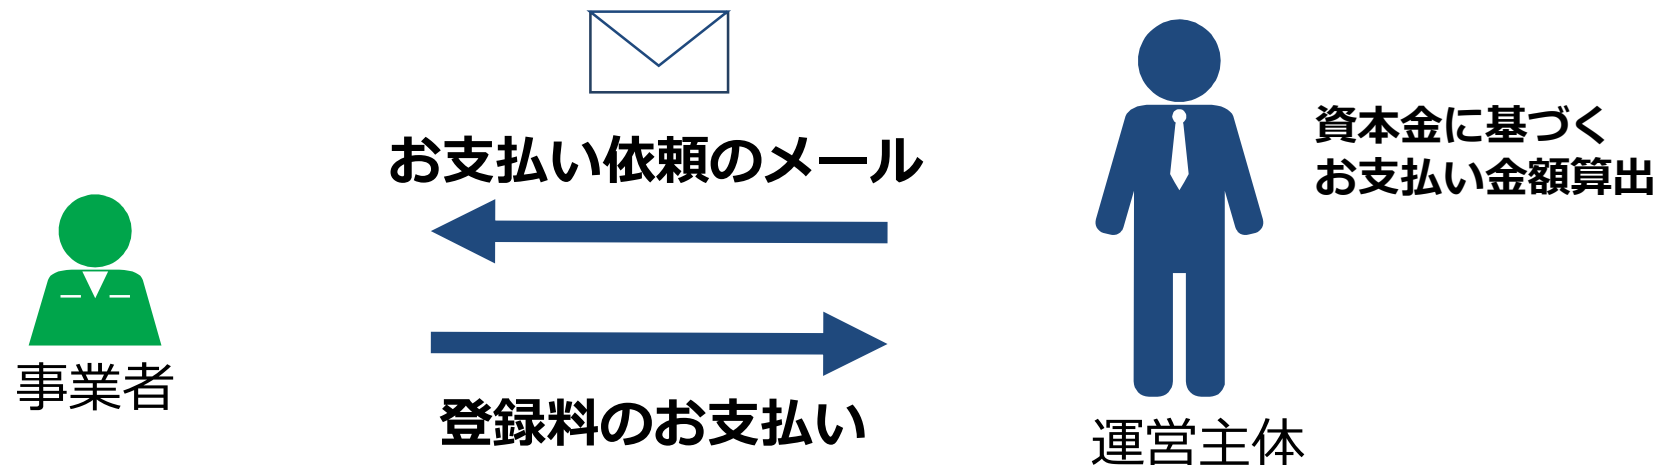 お支払い依頼のメール
資本金に基づく
お支払い金額算出
事業者
登録料のお支払い
運営主体